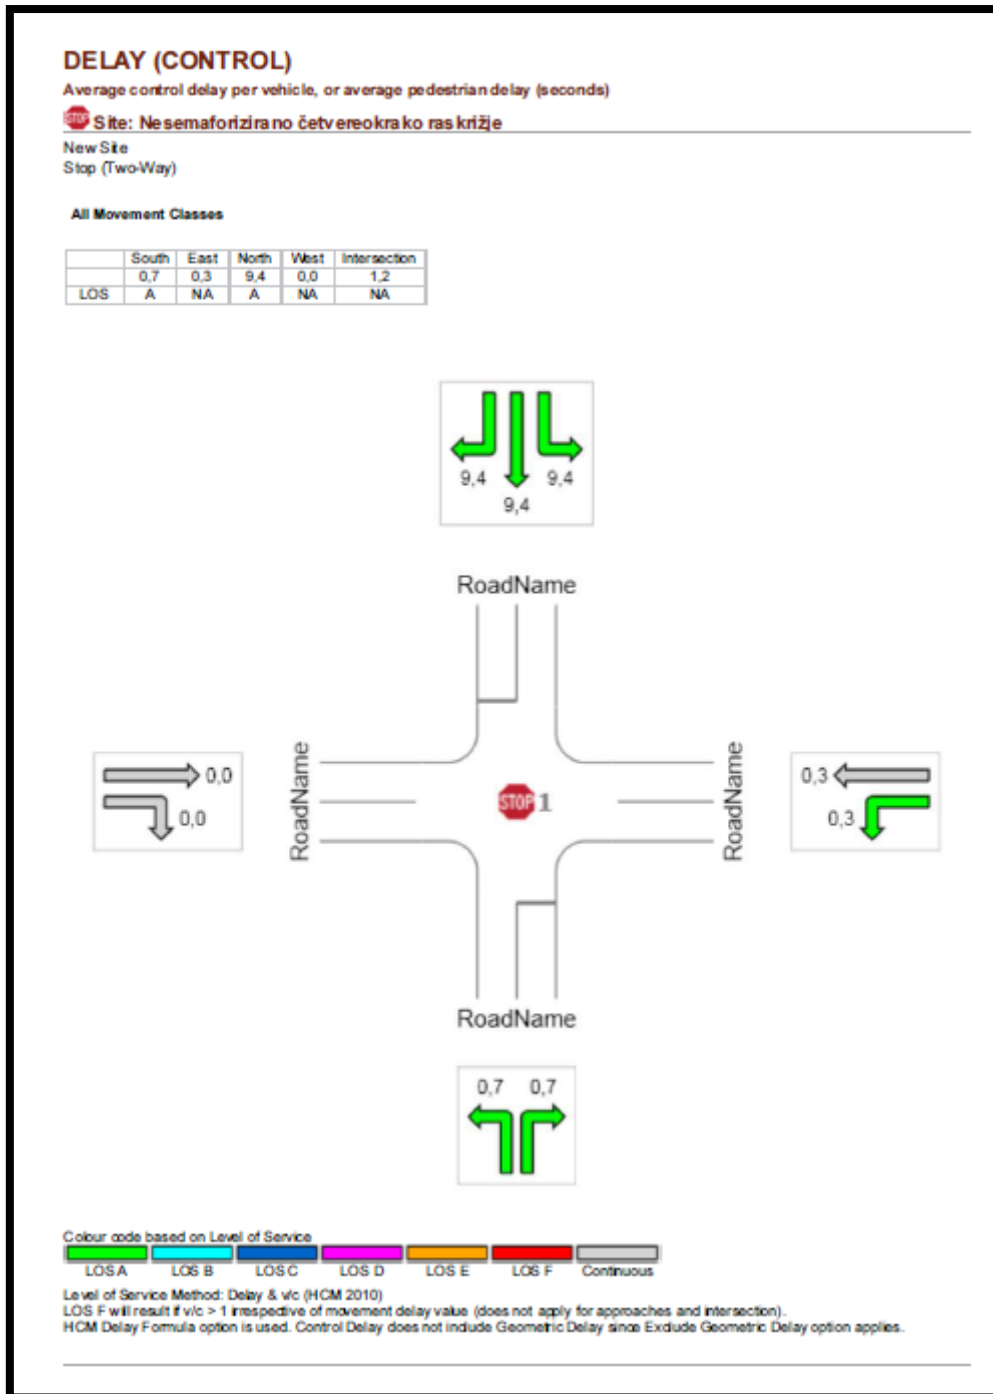 DELAY (CONTROL)
Average control delay per vehicle, or average pedestrian delay (seconds)
STOP Site: Nesemaforizirano četvereokrako raskrižje
New Site
Stop (Two-Way)
All Movement Classes
South East North West Intersection
0,7 0,3 9,4 0,0 1,2
LOS A NA A NA NA
9,4 9,4
9,4
RoadName
0,0
0,0
RoadName
STOP 1
RoadName
0,3
0,3
RoadName
0,7 0,7
Colour code based on Level of Service
LOS A LOS B LOS C LOS D LOS E LOS F Continuous
Level of Service Method: Delay & v/c (HCM 2010)
LOS F will result if v/c > 1 irrespective of movement delay value (does not apply for approaches and intersection).
HCM Delay Formula option is used. Control Delay does not include Geometric Delay since Exclude Geometric Delay option applies.